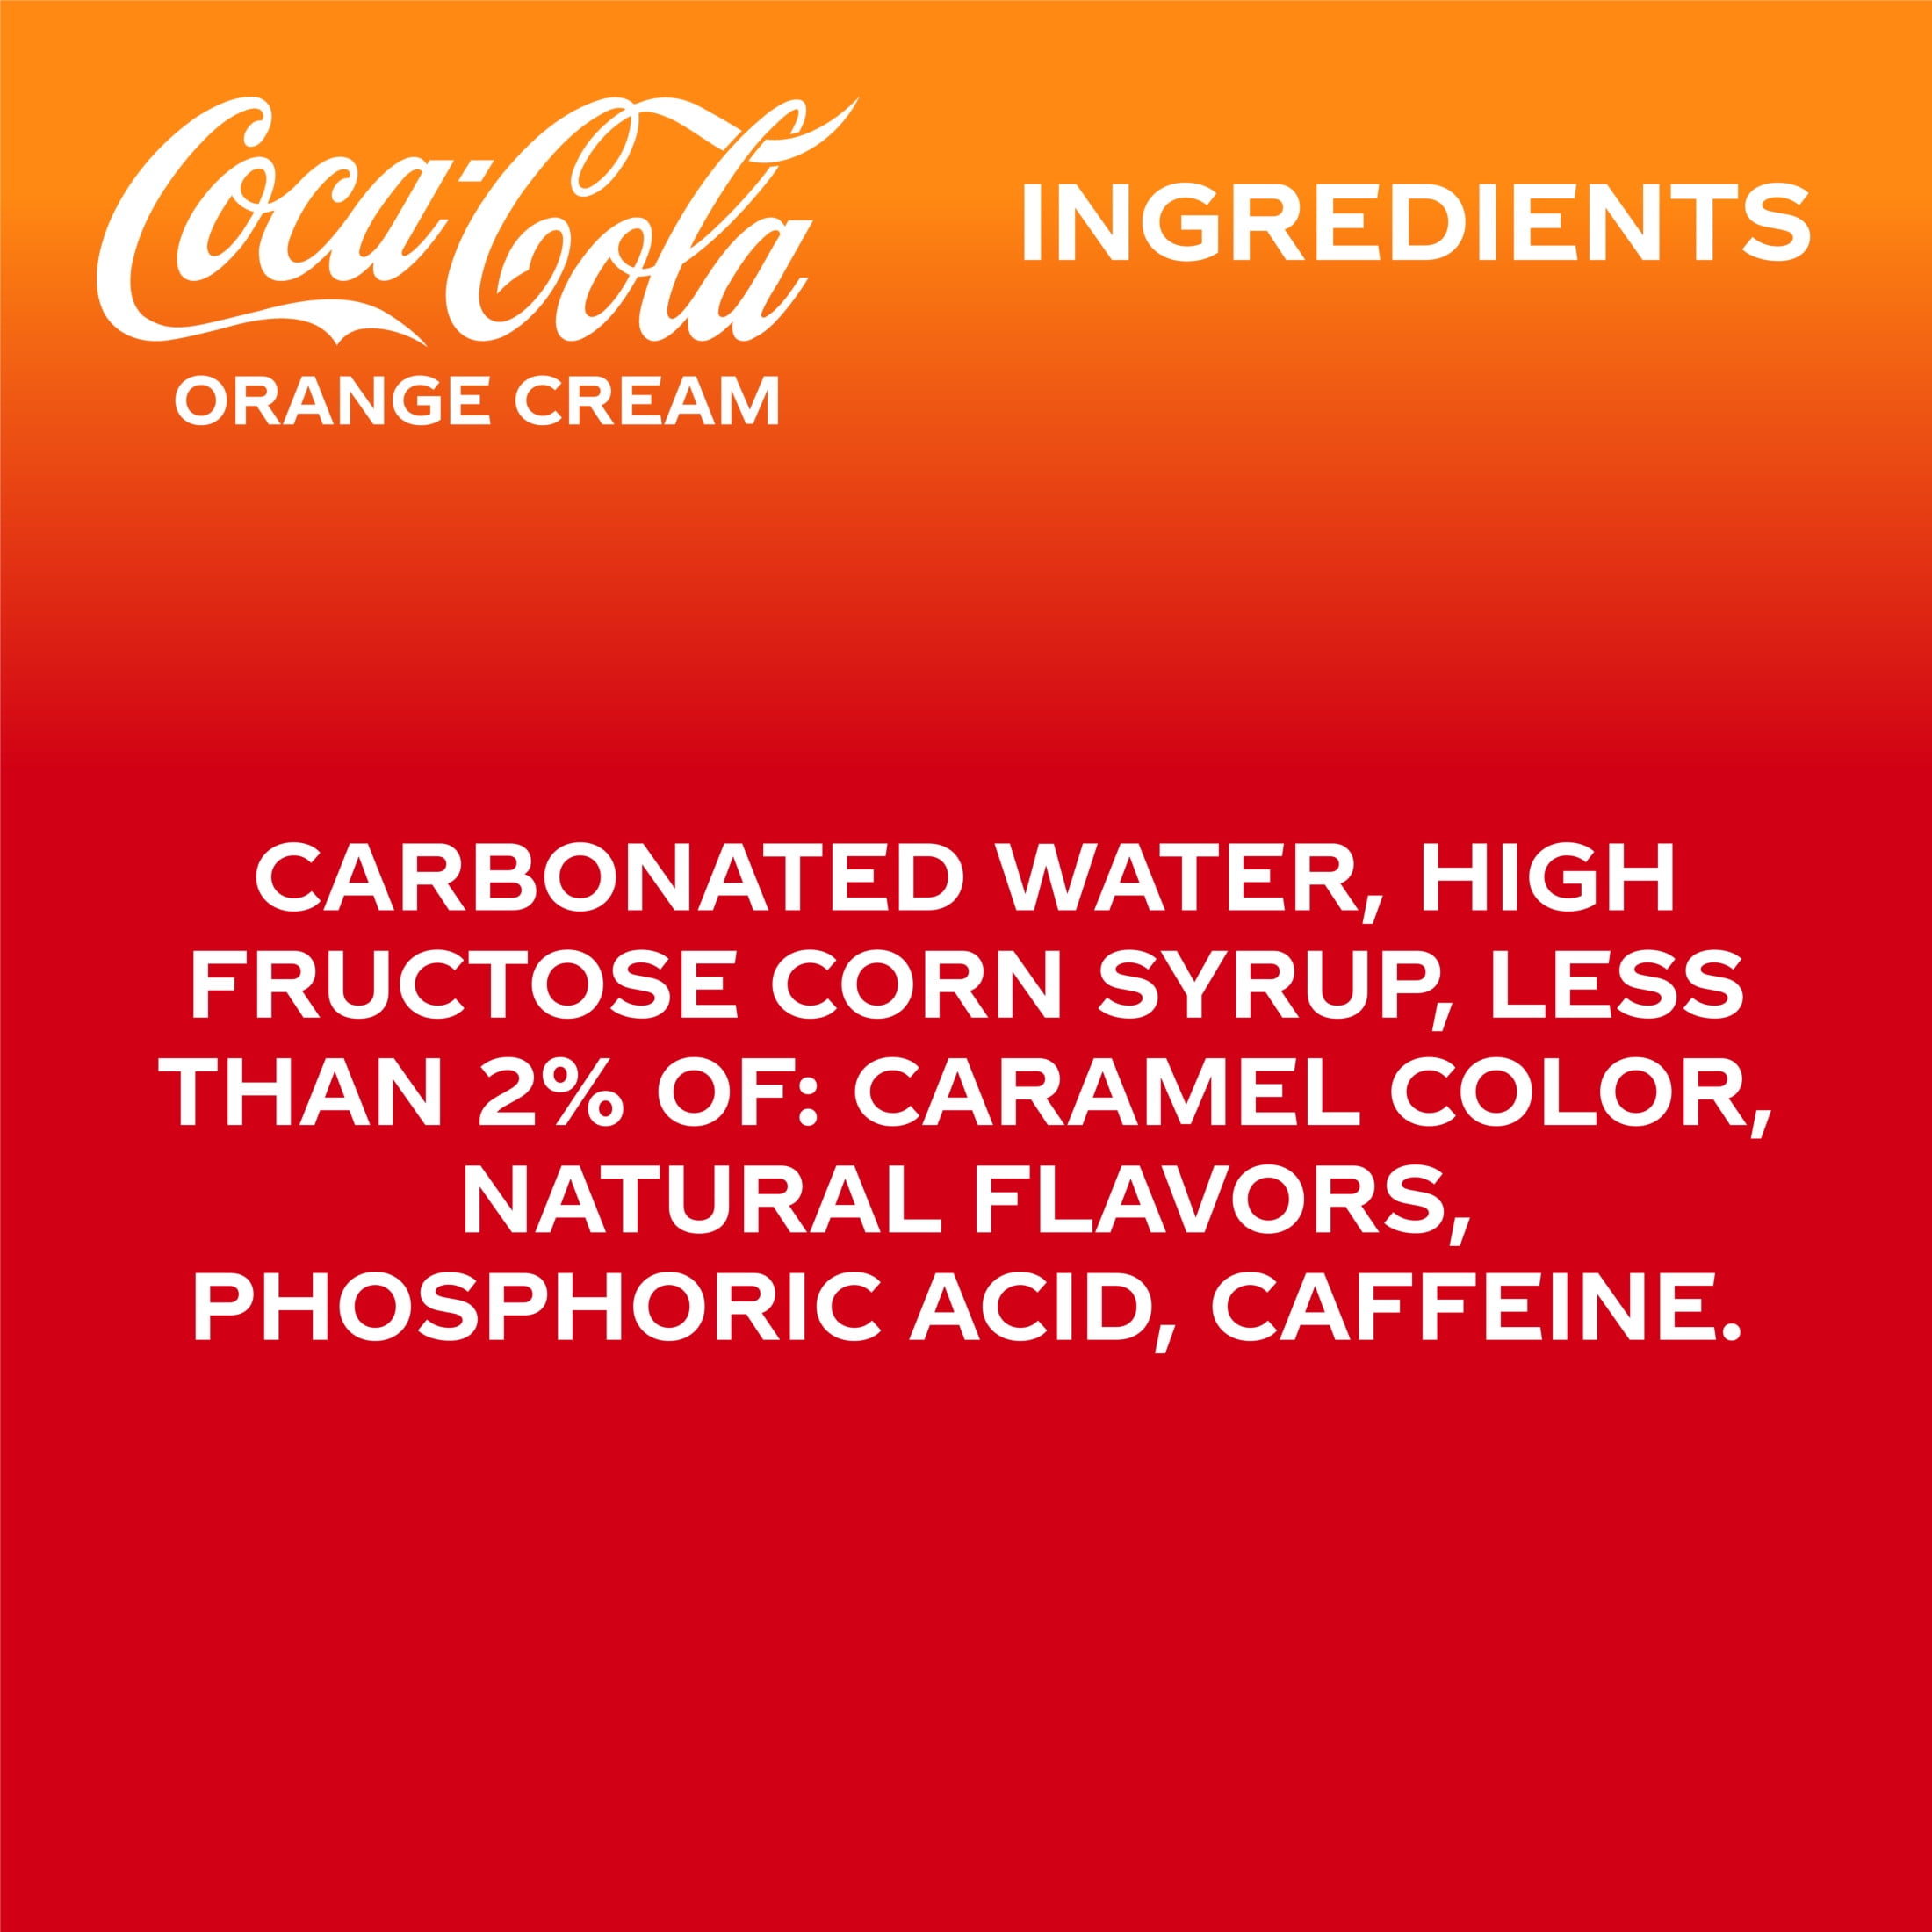 Coca-Cola
ORANGE CREAM
INGREDIENTS
CARBONATED WATER, HIGH
FRUCTOSE CORN SYRUP, LESS
THAN 2% OF: CARAMEL COLOR,
NATURAL FLAVORS,
PHOSPHORIC ACID, CAFFEINE.